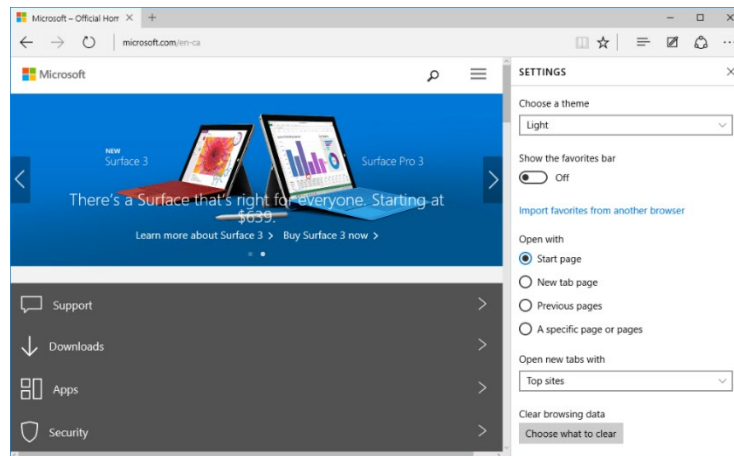 Microsoft – Official Hom
microsoft.com/en-ca
Microsoft
NEW
Surface 3
Surface Pro 3
There's a Surface that's right for everyone. Starting at
$639.
Learn more about Surface 3 > Buy Surface 3 now >
Support
Downloads
Apps
Security
SETTINGS
Choose a theme
Light
Show the favorites bar
Off
Import favorites from another browser
Open with
Start page
New tab page
Previous pages
A specific page or pages
Open new tabs with
Top sites
Clear browsing data
Choose what to clear